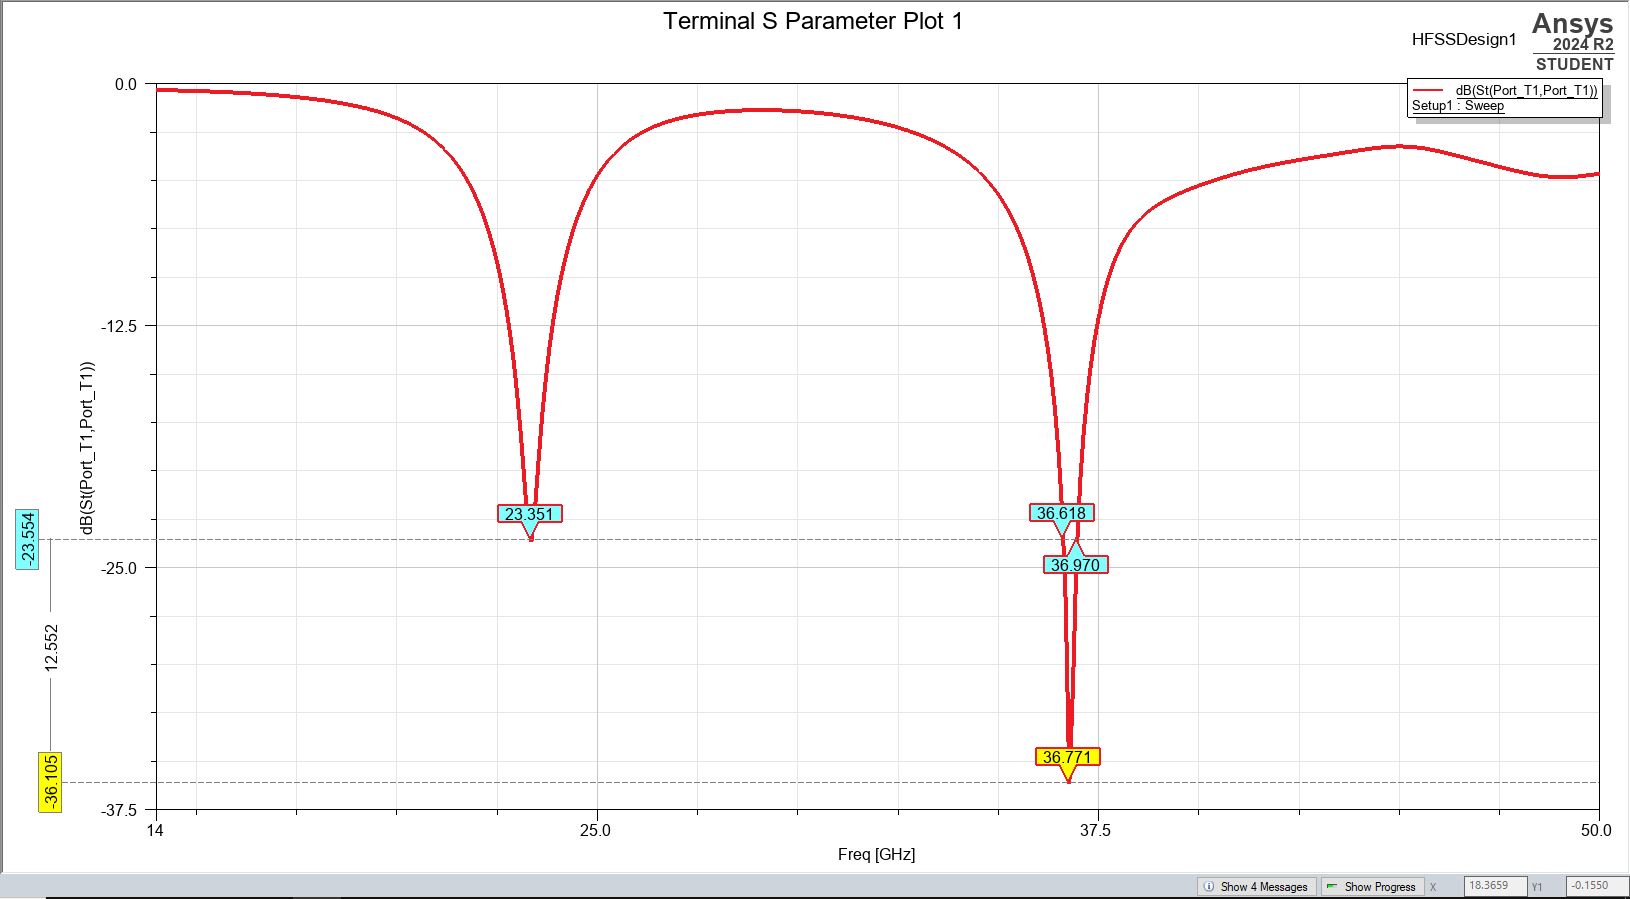 Terminal S Parameter Plot 1
HFSSDesign1
Ansys
2024 R2
STUDENT
dB(St(Port_T1,Port_T1))
Setup1 : Sweep
0.0
-12.5
-25.0
-37.5
dB(St(Port_T1,Port_T1))
-23.554
12.552
-36.105
23.351
36.618
36.970
36.771
14
25.0
37.5
50.0
Freq [GHz]
Show 4 Messages
Show Progress
X
18.3659
Y1
-0.1550